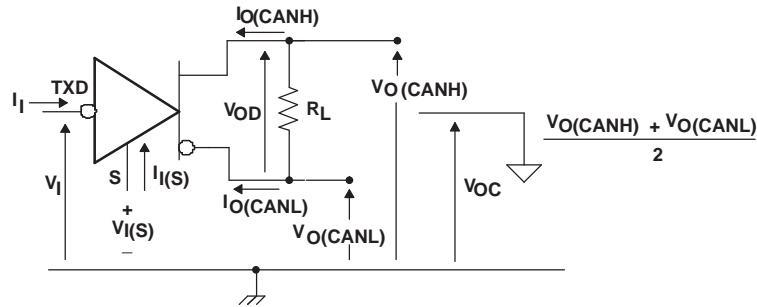 IO(CANH)
TXD
II
VO(CANH)
VOD
RL
VO(CANH) + VO(CANL)
2
VI
S
II(S)
IO(CANL)
VOC
+
VI(S)
–
VO(CANL)